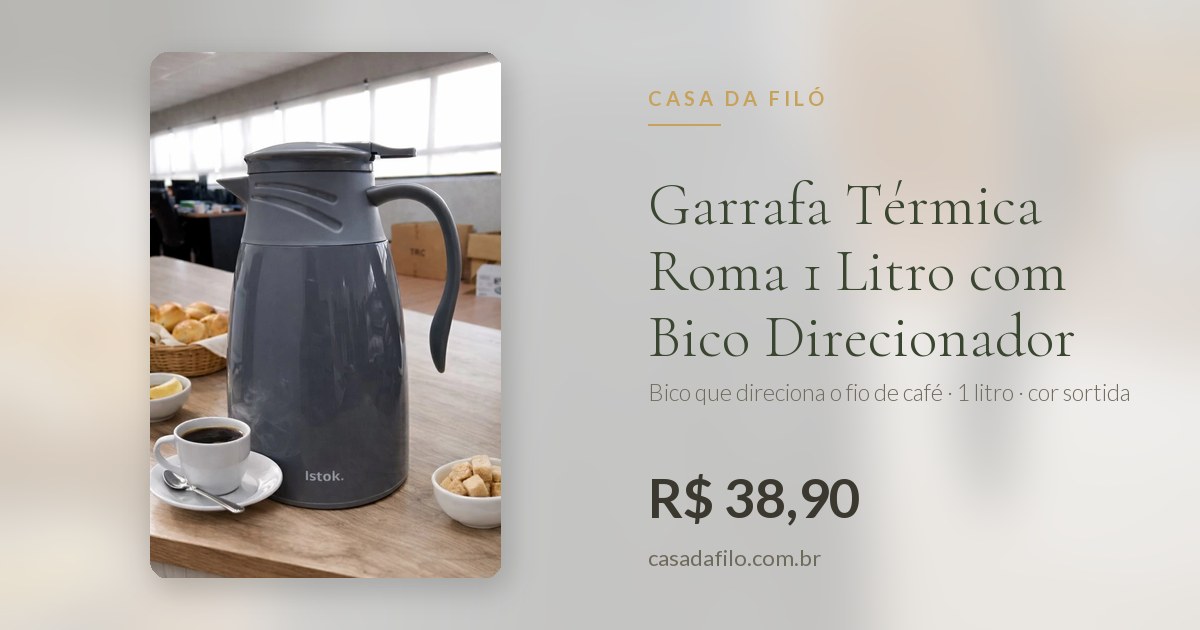 CASA DA FILÓ
Garrafa Térmica
Roma 1 Litro com
Bico Direcionador
Bico que direciona o fio de café · 1 litro · cor sortida
R$ 38,90
casadafilo.com.br
Istok.